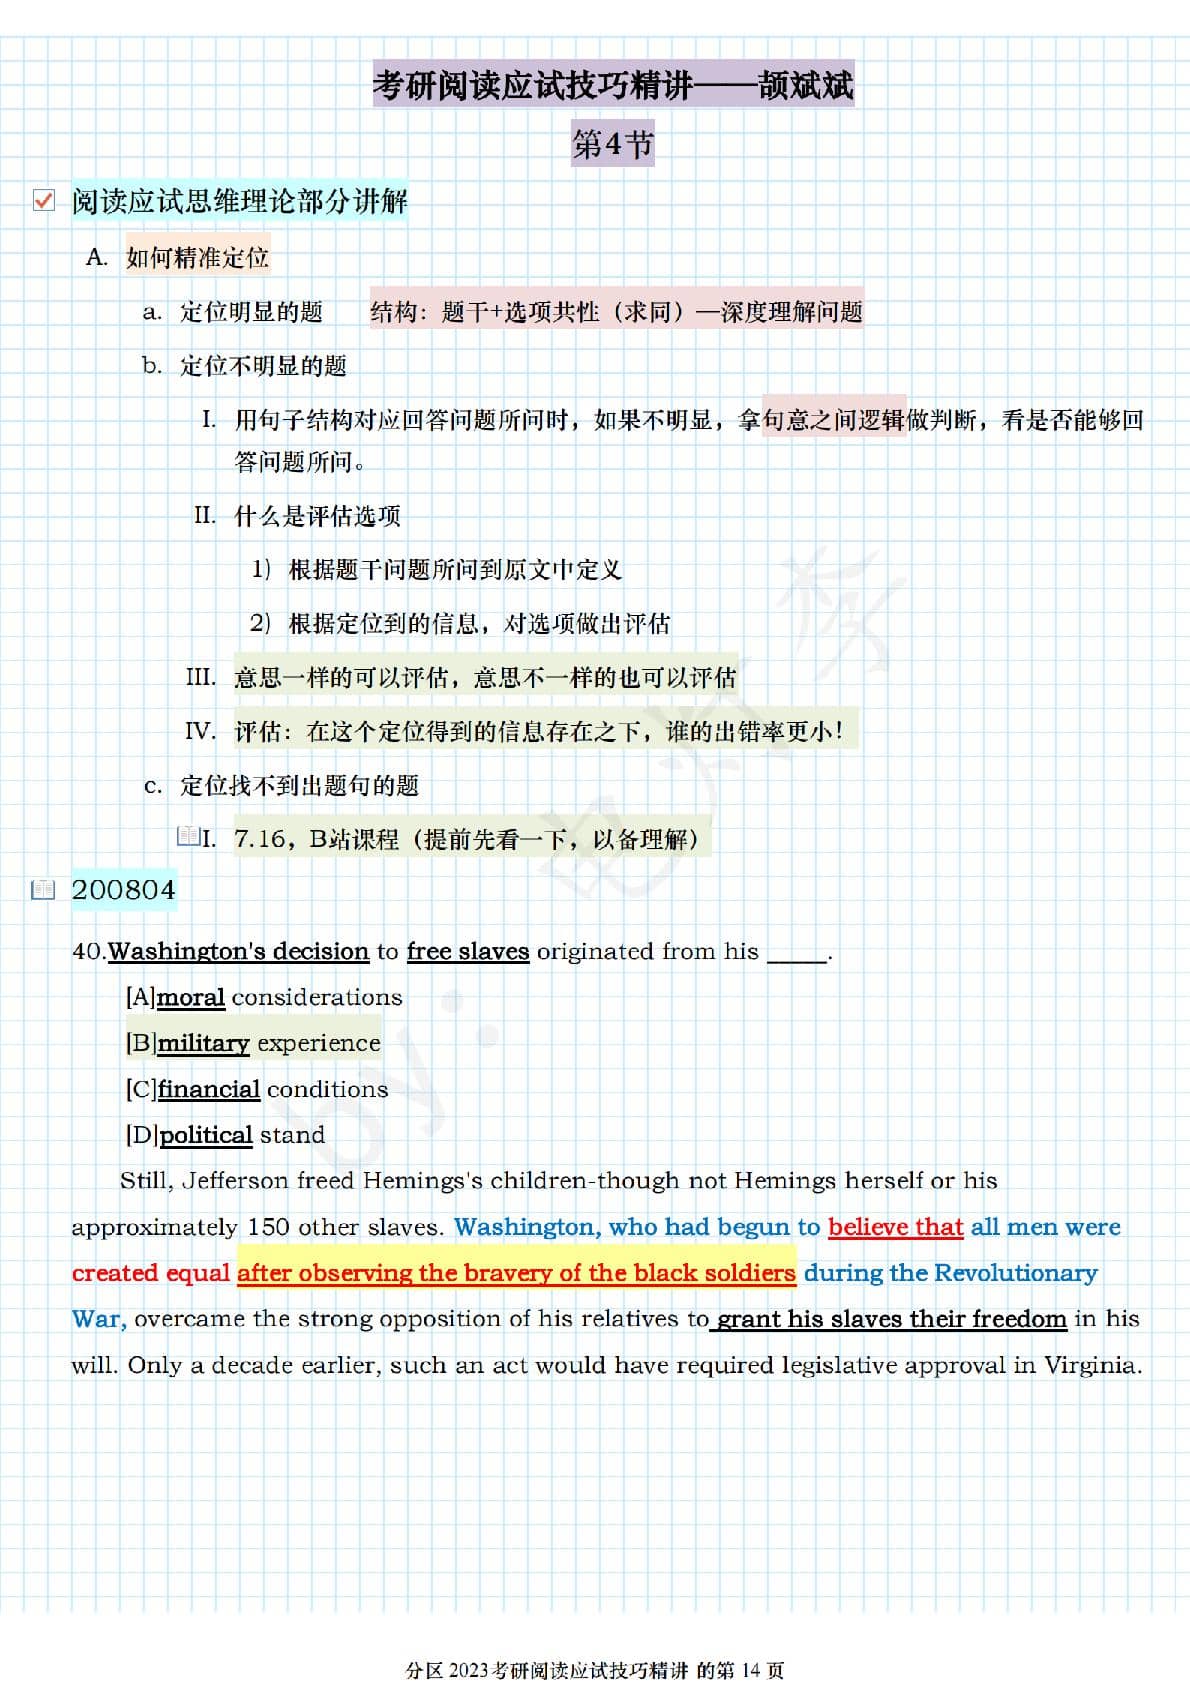 考研阅读应试技巧精讲——颉斌斌
第4节
阅读应试思维理论部分讲解
A. 如何精准定位
a. 定位明显的题 结构：题干+选项共性（求同）—深度理解问题
b. 定位不明显的题
I. 用句子结构对应回答问题所问时，如果不明显，拿句意之间逻辑做判断，看是否能够回
答问题所问。
II. 什么是评估选项
1) 根据题干问题所问到原文中定义
2) 根据定位到的信息，对选项做出评估
III. 意思一样的可以评估，意思不一样的也可以评估
IV. 评估：在这个定位得到的信息存在之下，谁的出错率更小！
c. 定位找不到出题句的题
I. 7.16，B站课程（提前先看一下，以备理解）
200804
40.Washington's decision to free slaves originated from his _____.
[A]moral considerations
[B]military experience
[C]financial conditions
[D]political stand
Still, Jefferson freed Hemings's children-though not Hemings herself or his
approximately 150 other slaves. Washington, who had begun to believe that all men were
created equal after observing the bravery of the black soldiers during the Revolutionary
War, overcame the strong opposition of his relatives to grant his slaves their freedom in his
will. Only a decade earlier, such an act would have required legislative approval in Virginia.
by：电灯李
分区 2023考研阅读应试技巧精讲 的第 14 页